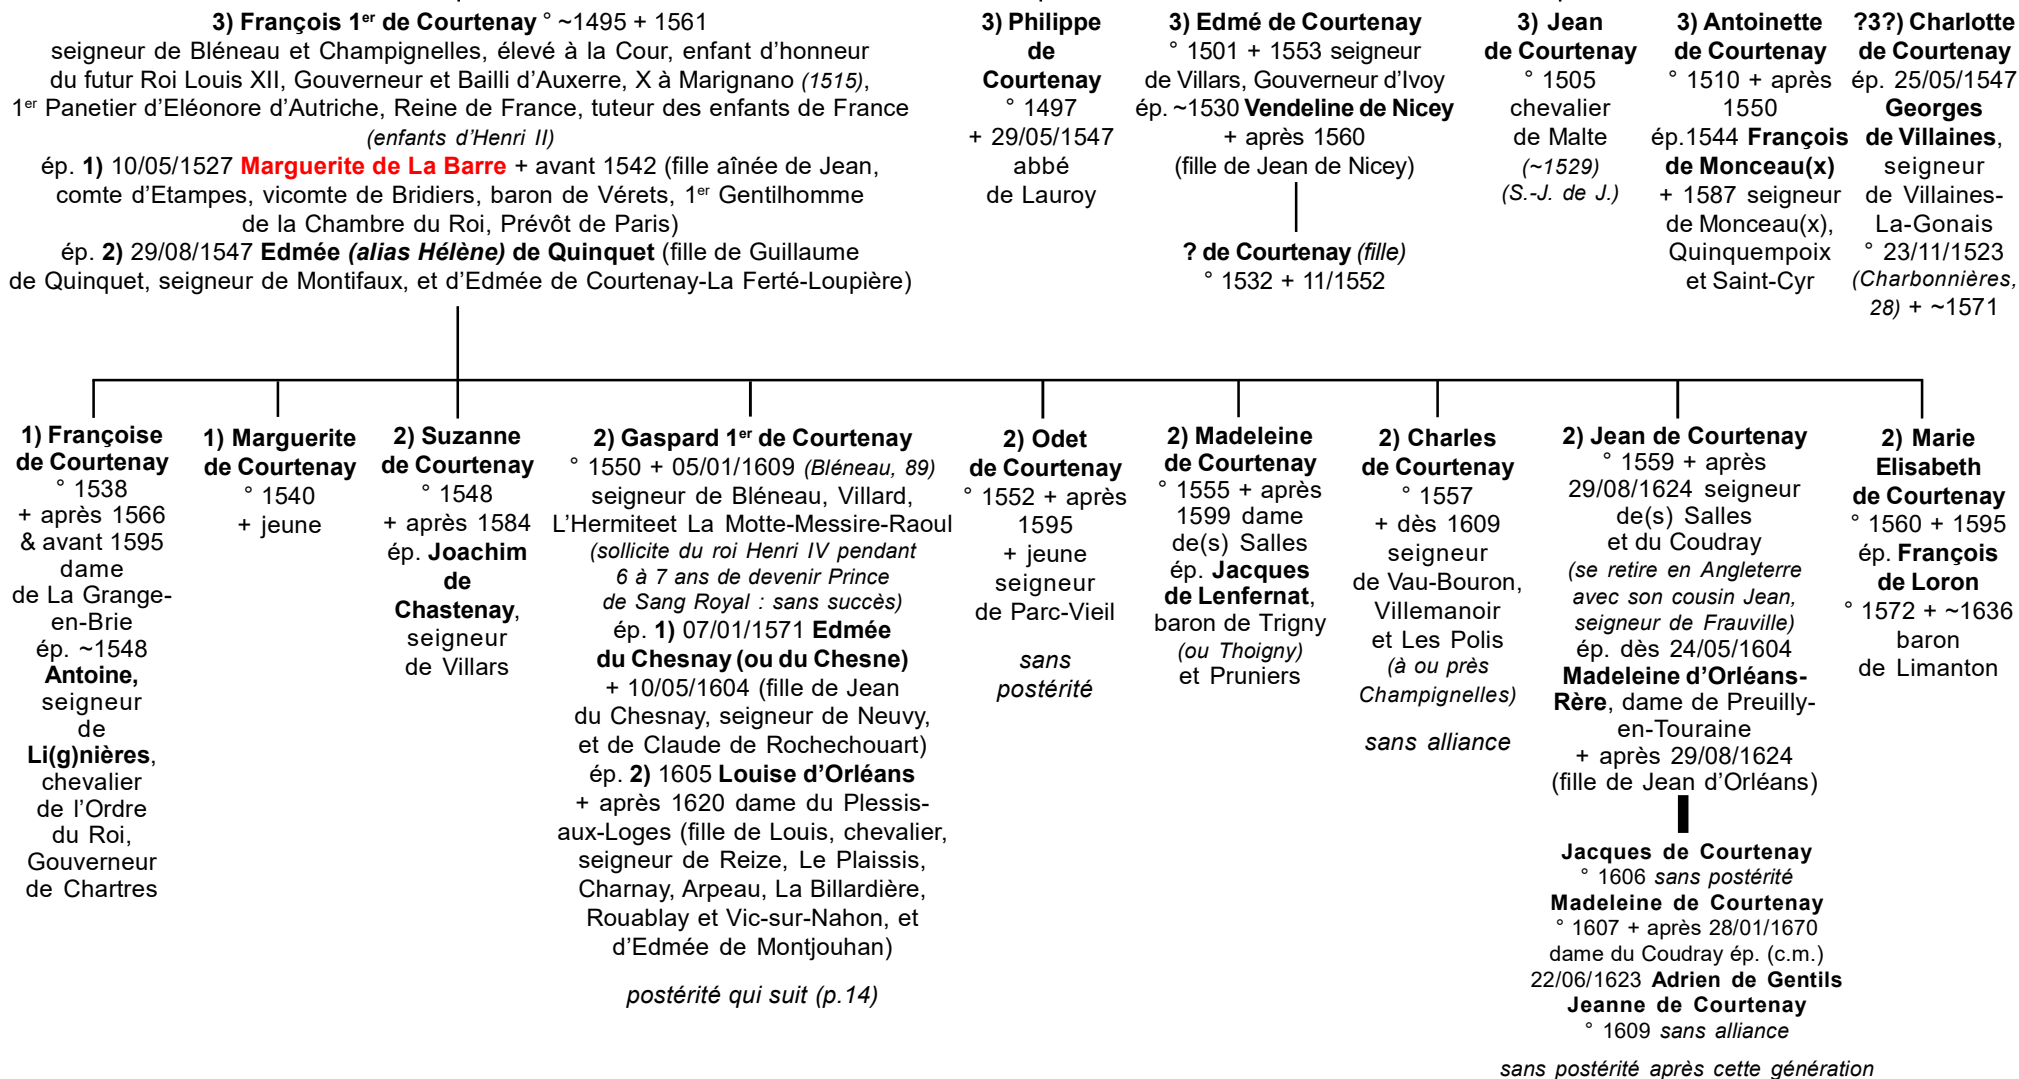 3) François 1er de Courtenay ° ~1495 + 1561
seigneur de Bléneau et Champignelles, élevé à la Cour, enfant d'honneur
du futur Roi Louis XII, Gouverneur et Bailli d'Auxerre, X à Marignano (1515),
1er Panetier d'Eléonore d'Autriche, Reine de France, tuteur des enfants de France
(enfants d'Henri II)
ép. 1) 10/05/1527 Marguerite de La Barre + avant 1542 (fille aînée de Jean,
comte d'Etampes, vicomte de Bridiers, baron de Vérets, 1er Gentilhomme
de la Chambre du Roi, Prévôt de Paris)
ép. 2) 29/08/1547 Edmée (alias Hélène) de Quinquet (fille de Guillaume
de Quinquet, seigneur de Montifaux, et d'Edmée de Courtenay-La Ferté-Loupière)
3) Philippe
de
Courtenay
° 1497
+ 29/05/1547
abbé
de Lauroy
3) Edmé de Courtenay
° 1501 + 1553 seigneur
de Villars, Gouverneur d'Ivoy
ép. ~1530 Vendeline de Nicey
+ après 1560
(fille de Jean de Nicey)
? de Courtenay (fille)
° 1532 + 11/1552
3) Jean
de Courtenay
° 1505
chevalier
de Malte
(~1529)
(S.-J. de J.)
3) Antoinette
de Courtenay
° 1510 + après
1550
ép.1544 François
de Monceau(x)
+ 1587 seigneur
de Monceau(x),
Quinquempoix
et Saint-Cyr
?3?) Charlotte
de Courtenay
ép. 25/05/1547
Georges
de Villaines,
seigneur
de Villaines-
La-Gonais
° 23/11/1523
(Charbonnières,
28) + ~1571
1) Françoise
de Courtenay
° 1538
+ après 1566
& avant 1595
dame
de La Grange-
en-Brie
ép. ~1548
Antoine,
seigneur
de
Li(g)nières,
chevalier
de l'Ordre
du Roi,
Gouverneur
de Chartres
1) Marguerite
de Courtenay
° 1540
+ jeune
2) Suzanne
de Courtenay
° 1548
+ après 1584
ép. Joachim
de
Chastenay,
seigneur
de Villars
2) Gaspard 1er de Courtenay
° 1550 + 05/01/1609 (Bléneau, 89)
seigneur de Bléneau, Villard,
L'Hermiteet La Motte-Messire-Raoul
(sollicite du roi Henri IV pendant
6 à 7 ans de devenir Prince
de Sang Royal : sans succès)
ép. 1) 07/01/1571 Edmée
du Chesnay (ou du Chesne)
+ 10/05/1604 (fille de Jean
du Chesnay, seigneur de Neuvy,
et de Claude de Rochechouart)
ép. 2) 1605 Louise d'Orléans
+ après 1620 dame du Plessis-
aux-Loges (fille de Louis, chevalier,
seigneur de Reize, Le Plaissis,
Charnay, Arpeau, La Billardière,
Rouablay et Vic-sur-Nahon, et
d'Edmée de Montjouhan)
postérité qui suit (p.14)
2) Odet
de Courtenay
° 1552 + après
1595
+ jeune
seigneur
de Parc-Vieil
sans
postérité
2) Madeleine
de Courtenay
° 1555 + après
1599 dame
de(s) Salles
ép. Jacques
de Lenfernat,
baron de Trigny
(ou Thoigny)
et Pruniers
2) Charles
de Courtenay
° 1557
+ dès 1609
seigneur
de Vau-Bouron,
Villemanoir
et Les Polis
(à ou près
Champignelles)
sans alliance
2) Jean de Courtenay
° 1559 + après
29/08/1624 seigneur
de(s) Salles
et du Coudray
(se retire en Angleterre
avec son cousin Jean,
seigneur de Frauville)
ép. dès 24/05/1604
Madeleine d'Orléans-
Rère, dame de Preuilly-
en-Touraine
+ après 29/08/1624
(fille de Jean d'Orléans)
Jacques de Courtenay
° 1606 sans postérité
Madeleine de Courtenay
° 1607 + après 28/01/1670
dame du Coudray ép. (c.m.)
22/06/1623 Adrien de Gentils
Jeanne de Courtenay
° 1609 sans alliance
sans postérité après cette génération
2) Marie
Elisabeth
de Courtenay
° 1560 + 1595
ép. François
de Loron
° 1572 + ~1636
baron
de Limanton